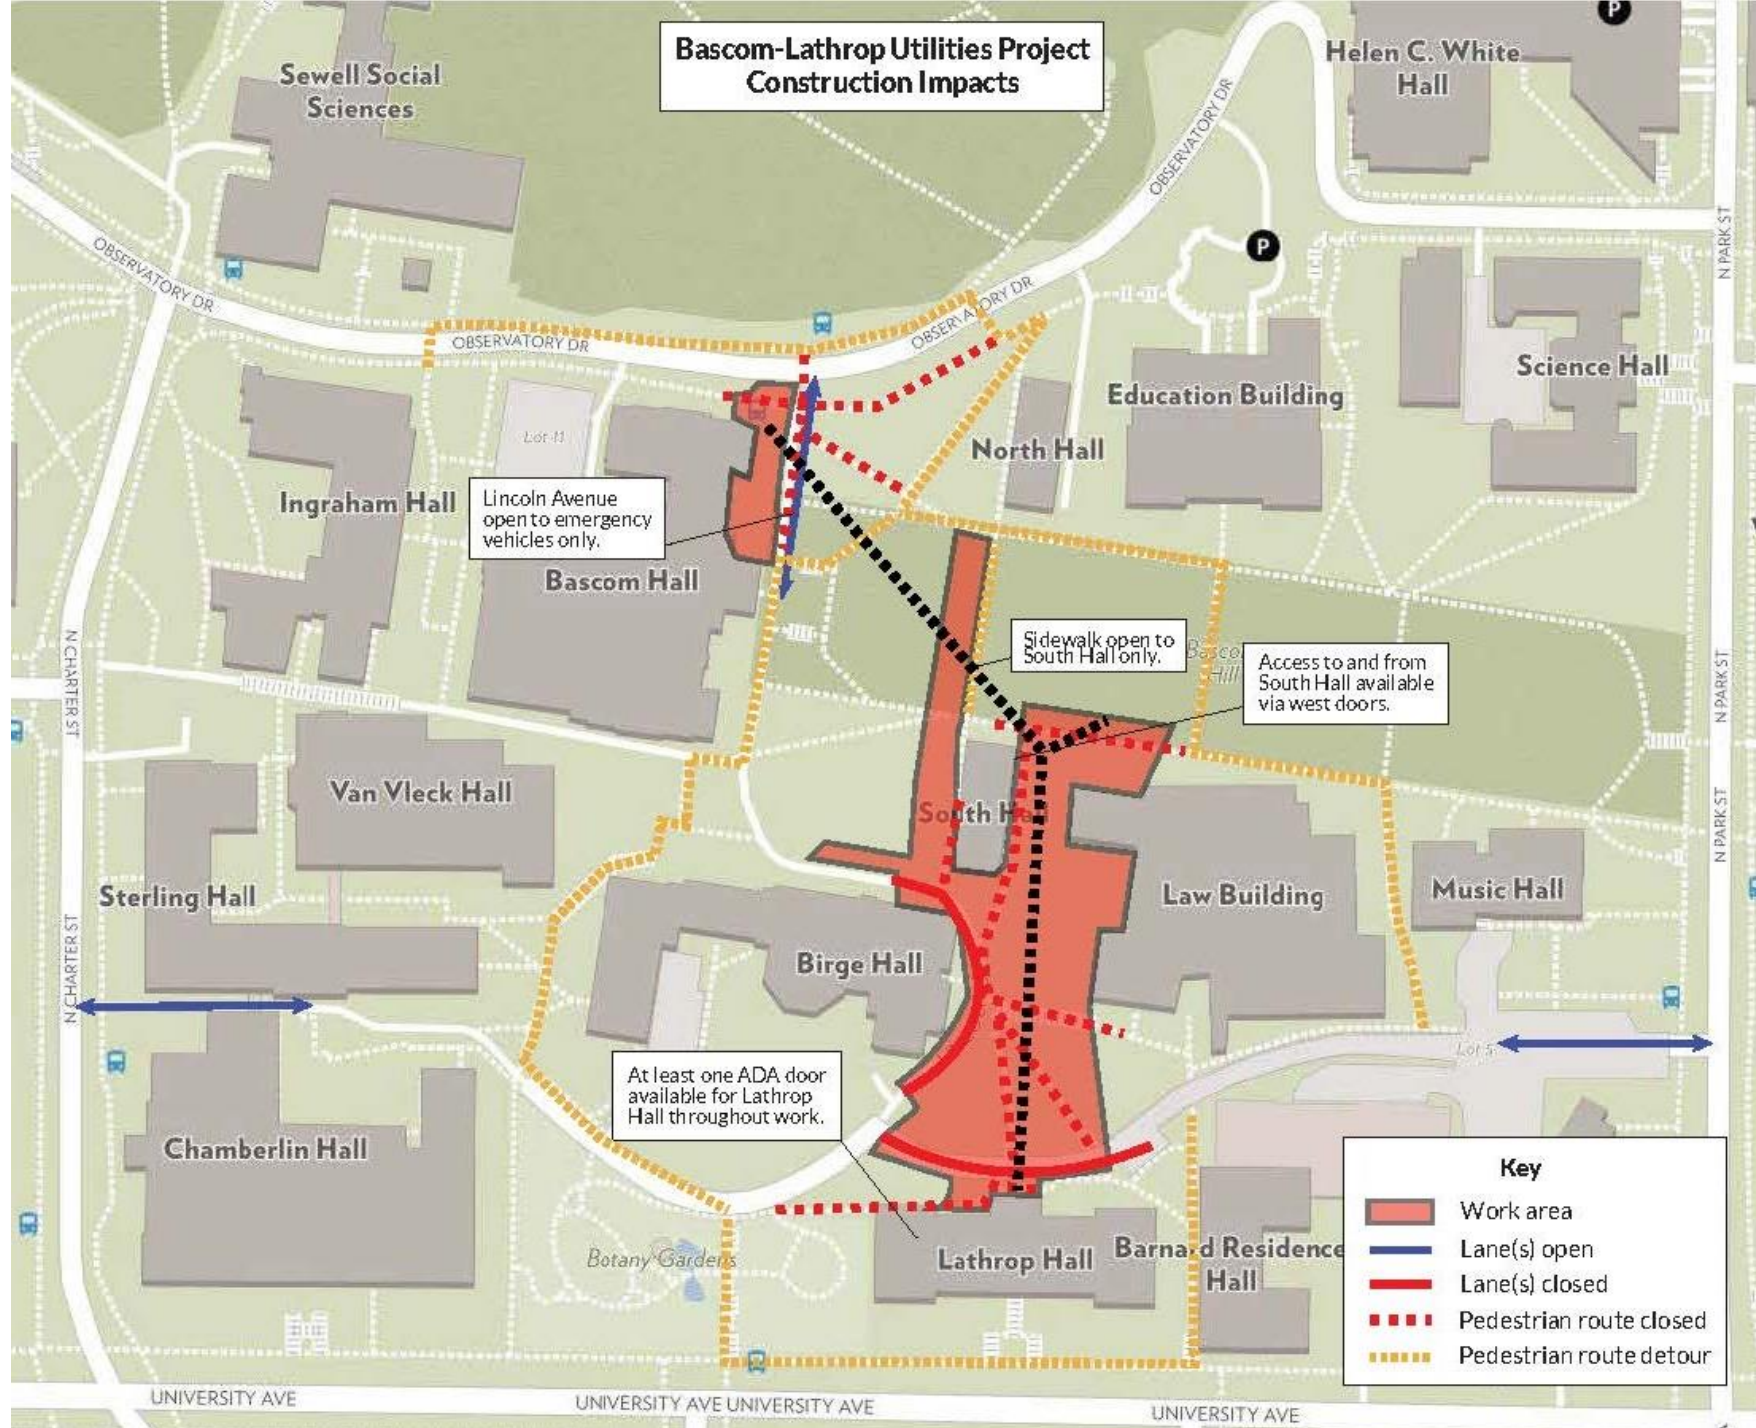 Bascom-Lathrop Utilities Project
Construction Impacts
P
Helen C. White
Hall
Sewell Social
Sciences
OBSERVATORY DR
N PARK ST
P
OBSERVATORY DR
OBSERVATORY DR
OBSERVATORY DR
Science Hall
Education Building
Lot 11
North Hall
Ingraham Hall
Lincoln Avenue
open to emergency
vehicles only.
Bascom Hall
Sidewalk open to
South Hall only.
Bascom
Hill
Access to and from
South Hall available
via west doors.
N CHARTER ST
N PARK ST
Van Vleck Hall
South Hall
N PARK ST
Sterling Hall
Law Building
Music Hall
N CHARTER ST
Birge Hall
Lot 5
At least one ADA door
available for Lathrop
Hall throughout work.
Chamberlin Hall
Botany Gardens
Lathrop Hall
Barnard Residence
Hall
Key
Work area
Lane(s) open
Lane(s) closed
Pedestrian route closed
Pedestrian route detour
UNIVERSITY AVE
UNIVERSITY AVE UNIVERSITY AVE
UNIVERSITY AVE